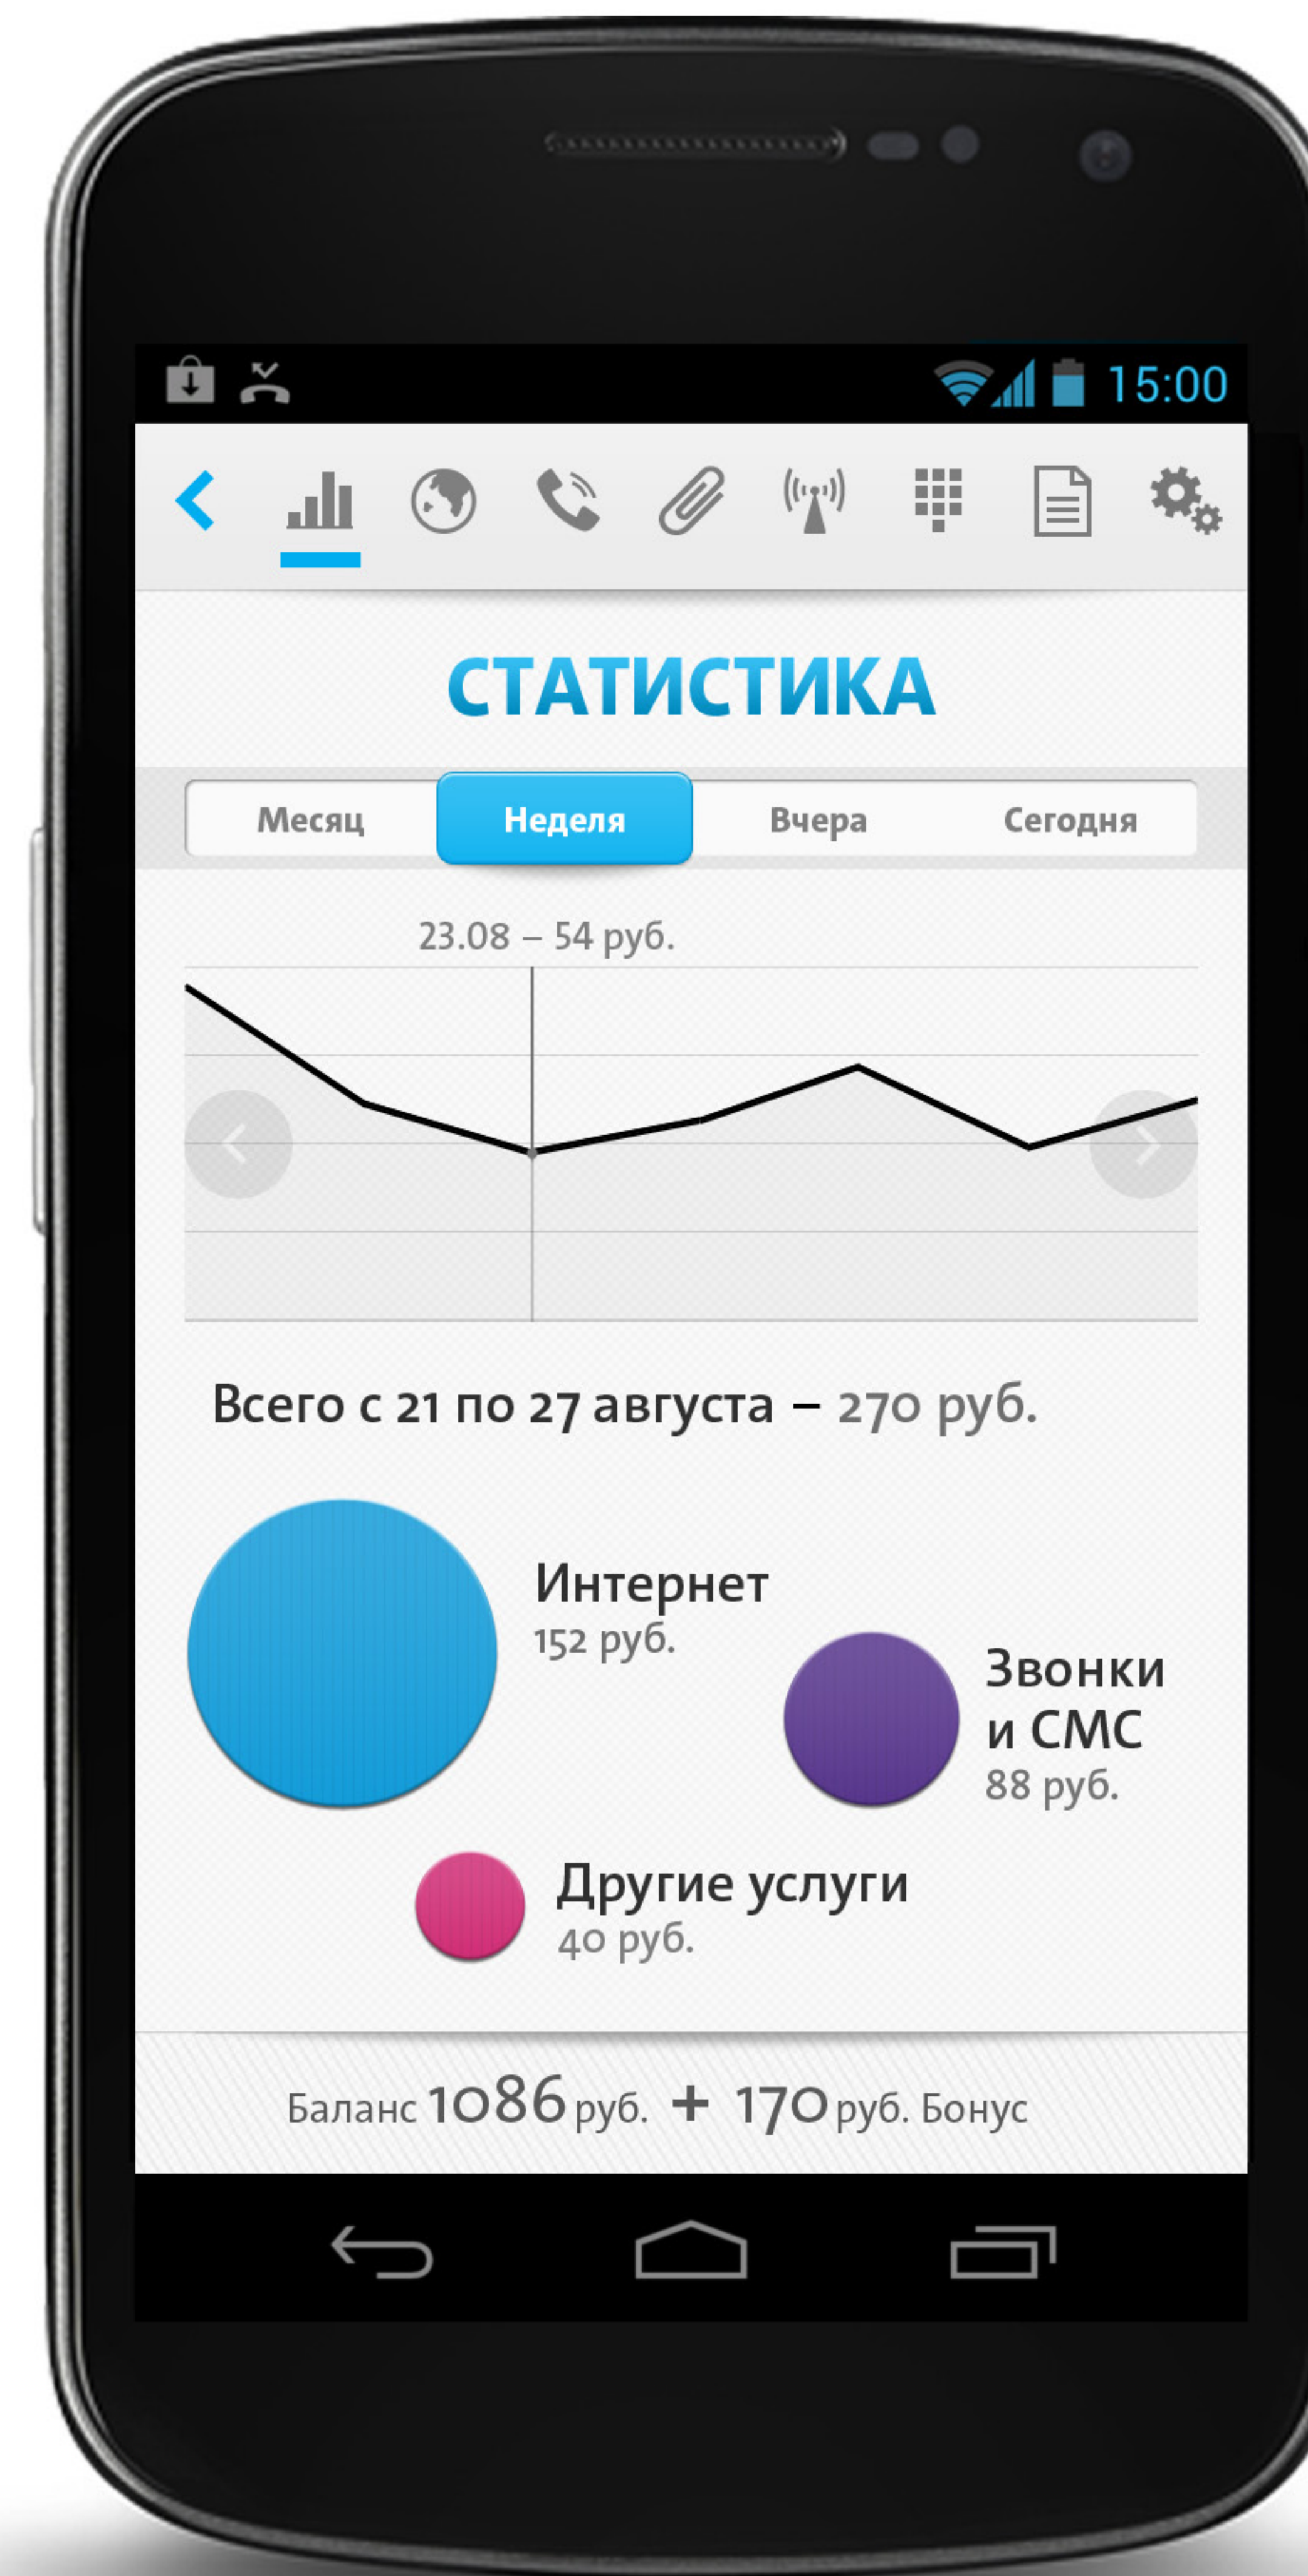 15:00
СТАТИСТИКА
Месяц Неделя Вчера Сегодня
23.08 – 54 руб.
Всего с 21 по 27 августа – 270 руб.
Интернет
152 руб.
Звонки
и СМС
88 руб.
Другие услуги
40 руб.
Баланс 1086 руб. + 170 руб. Бонус